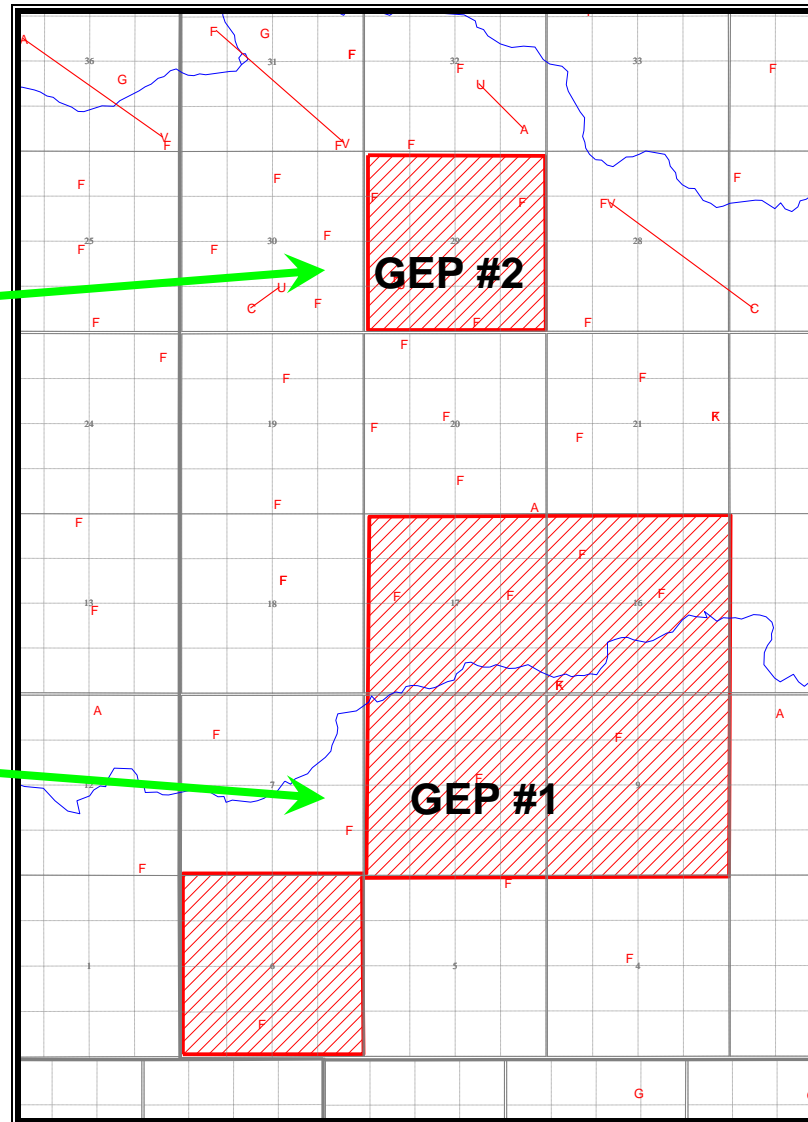 A F G F F F U 36 31 32 33 F A
V F F V F
F F F F F F V F
25 30 28
F F F
GEP #2
C U F C
F F F F
F F F F
24 19 20 21
F F F F F
F F A
F F F F F
13 18 17 16
F
A F F A
12 7 9
F
GEP #1
F F F
1 6 5 4
F F
G